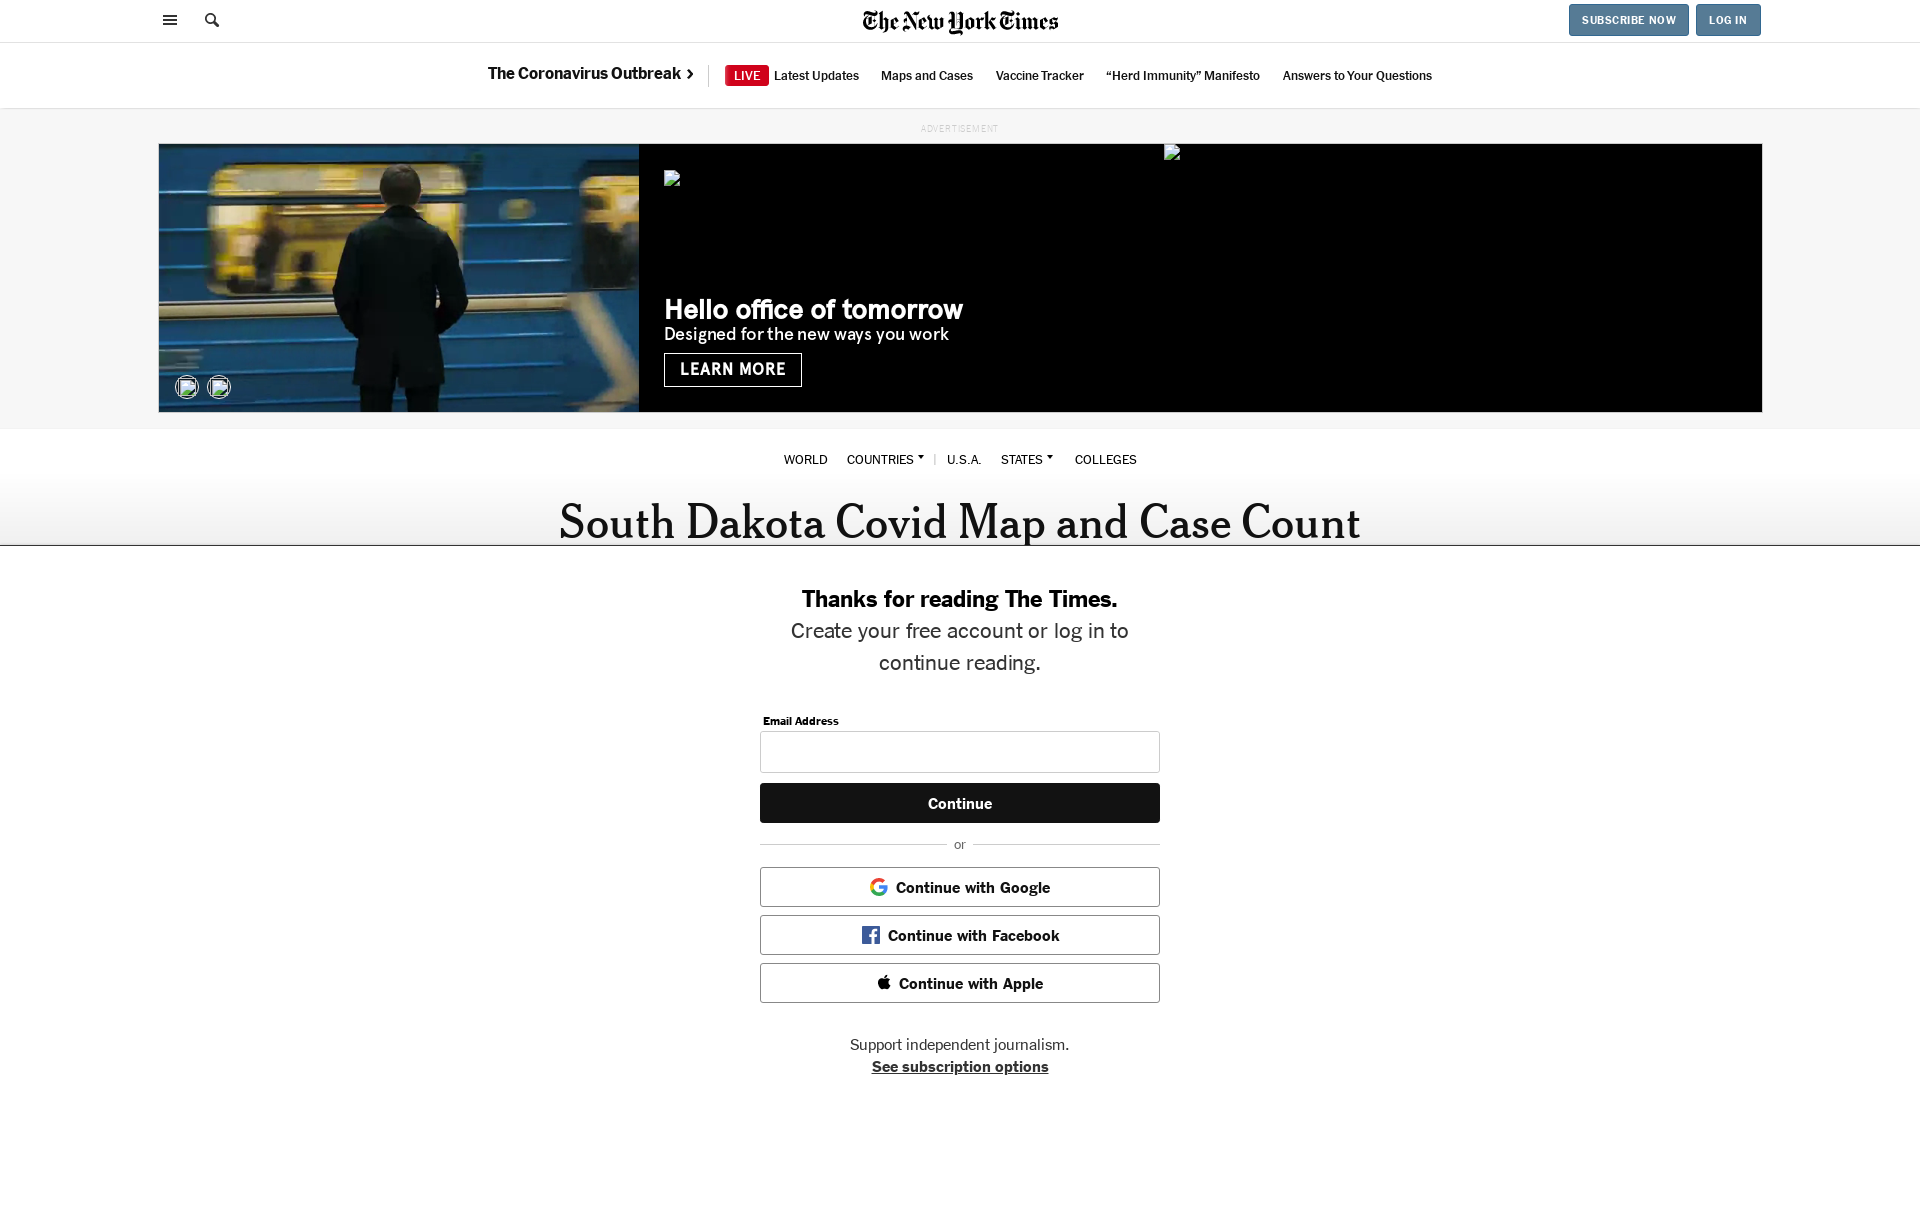 The New York Times
SUBSCRIBE NOW
LOG IN
The Coronavirus Outbreak ›
LIVE Latest Updates
Maps and Cases
Vaccine Tracker
“Herd Immunity” Manifesto
Answers to Your Questions
ADVERTISEMENT
Hello office of tomorrow
Designed for the new ways you work
LEARN MORE
WORLD
COUNTRIES
U.S.A.
STATES
COLLEGES
South Dakota Covid Map and Case Count
Thanks for reading The Times.
Create your free account or log in to
continue reading.
Email Address
Continue
or
Continue with Google
Continue with Facebook
Continue with Apple
Support independent journalism.
See subscription options